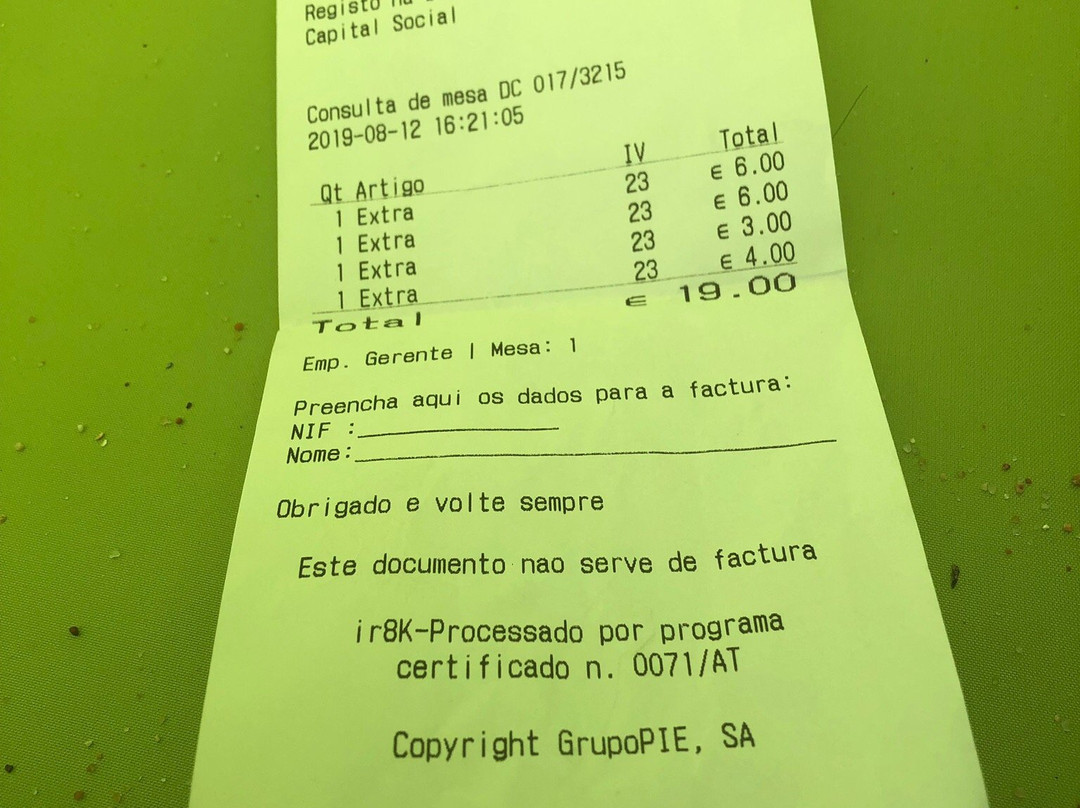 Registo na
Capital Social
Consulta de mesa DC 017/3215
2019-08-12 16:21:05
Qt Artigo IV Total
1 Extra 23 € 6.00
1 Extra 23 € 6.00
1 Extra 23 € 3.00
1 Extra 23 € 4.00
Total € 19.00
Emp. Gerente | Mesa: 1
Preencha aqui os dados para a factura:
NIF :
Nome:
Obrigado e volte sempre
Este documento nao serve de factura
ir8K-Processado por programa
certificado n. 0071/AT
Copyright GrupoPIE, SA